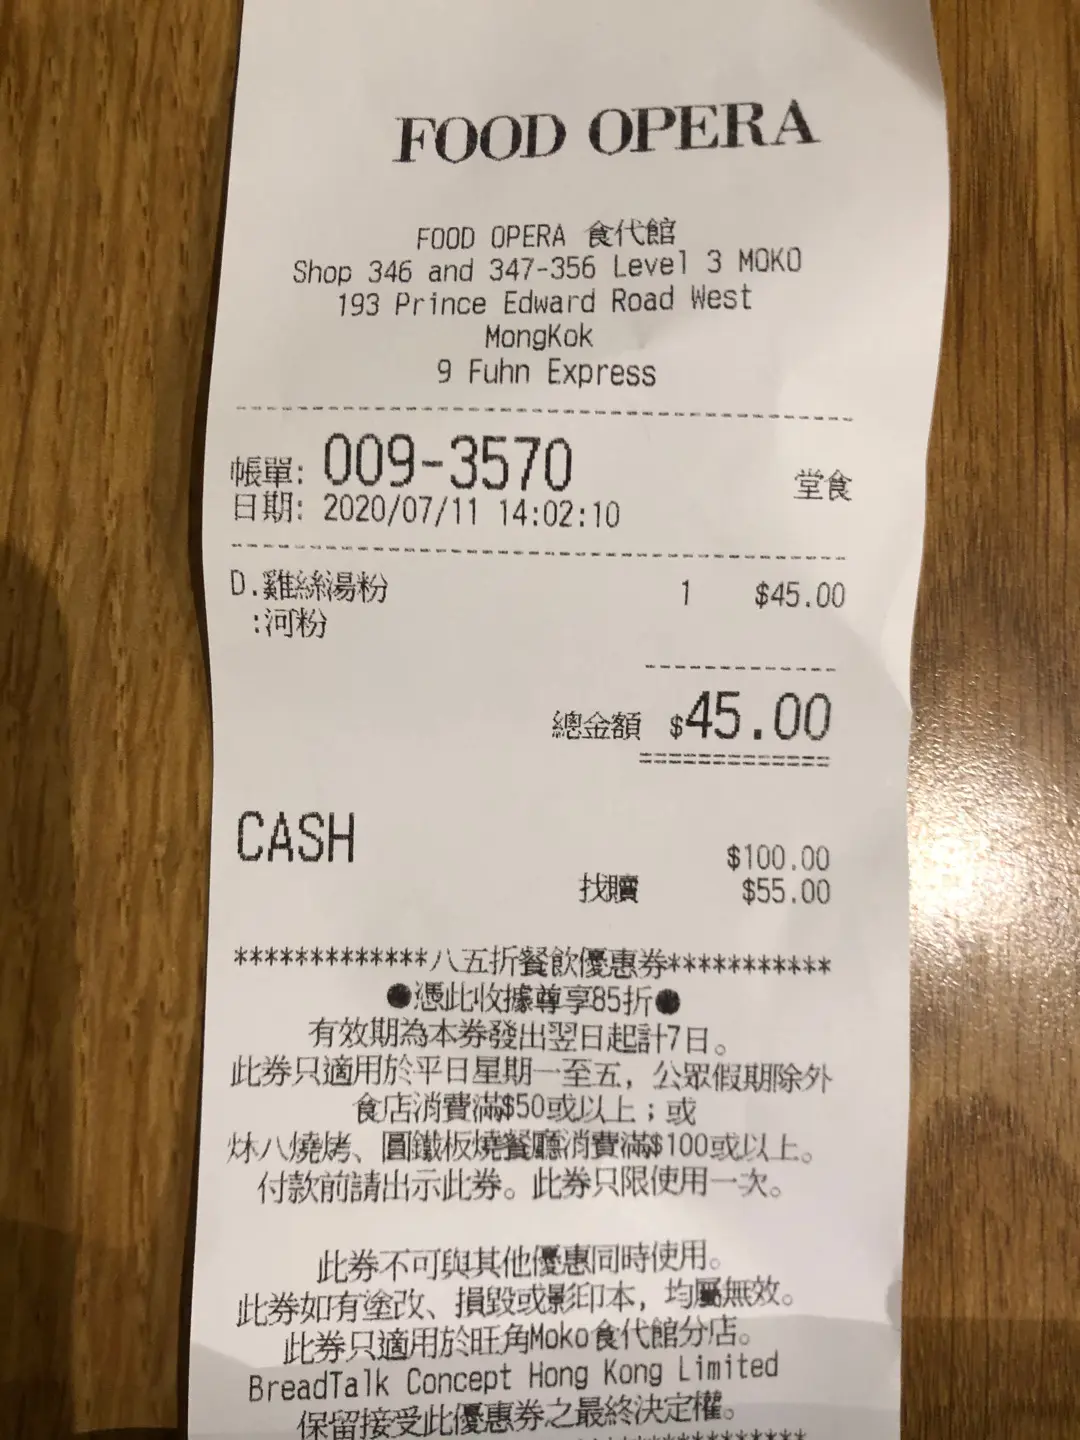 FOOD OPERA
FOOD OPERA 食代館
Shop 346 and 347-356 Level 3 MOKO
193 Prince Edward Road West
MongKok
9 Fuhn Express
帳單: 009-3570 堂食
日期: 2020/07/11 14:02:10
D.雞絲湯粉 1 $45.00
:河粉
總金額 $45.00
CASH $100.00
找贖 $55.00
*************八五折餐飲優惠券***********
●憑此收據尊享85折●
有效期為本券發出翌日起計7日。
此券只適用於平日星期一至五, 公眾假期除外
食店消費滿$50或以上；或
炑八燒烤、圓鐵板燒餐廳消費滿$100或以上。
付款前請出示此券。此券只限使用一次。
此券不可與其他優惠同時使用。
此券如有塗改、損毀或影印本, 均屬無效。
此券只適用於旺角Moko食代館分店。
BreadTalk Concept Hong Kong Limited
保留接受此優惠券之最終決定權。